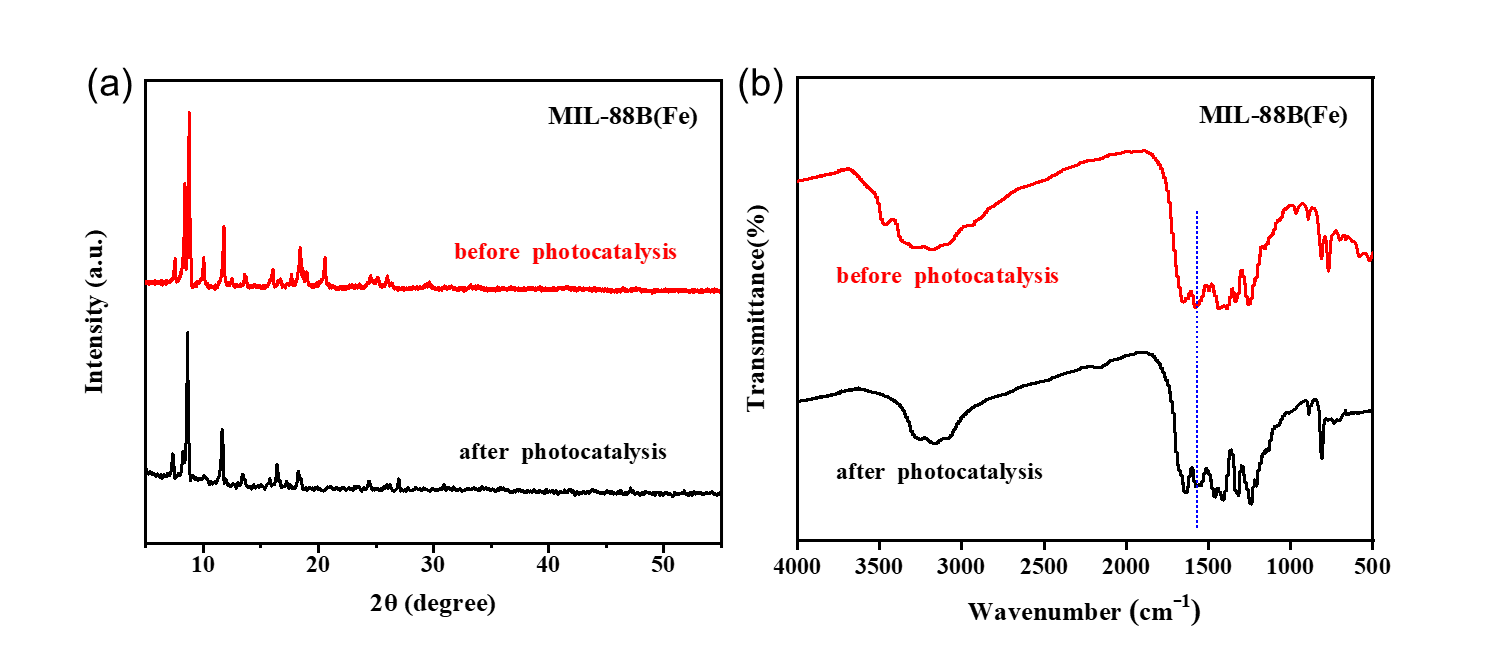 (a)
MIL-88B(Fe)
before photocatalysis
after photocatalysis
Intensity (a.u.)
10 20 30 40 50
2θ (degree)
(b)
MIL-88B(Fe)
before photocatalysis
after photocatalysis
Transmittance(%)
4000 3500 3000 2500 2000 1500 1000 500
Wavenumber (cm⁻¹)